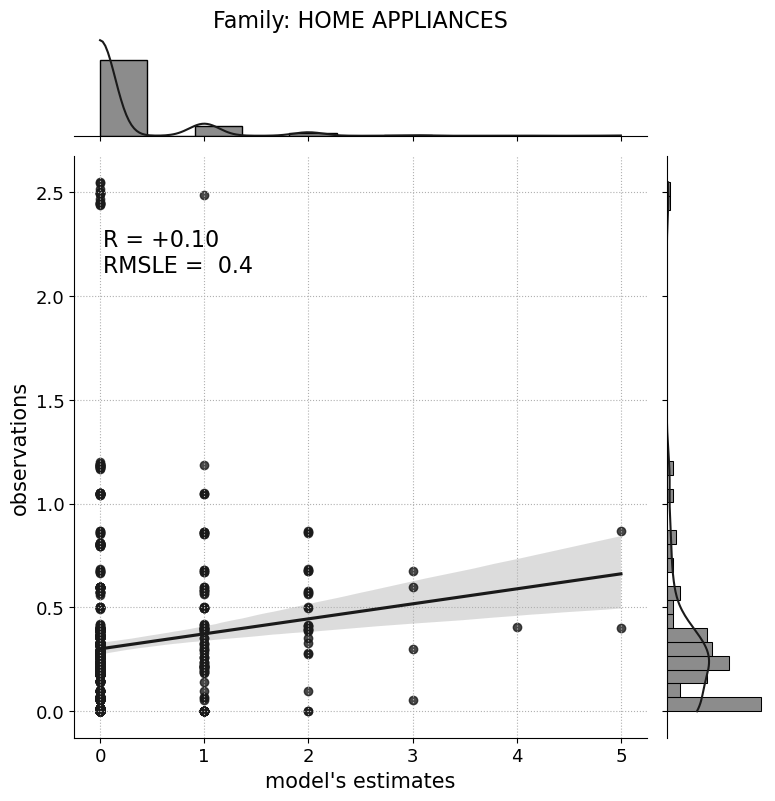 Family: HOME APPLIANCES
R = +0.10
RMSLE =  0.4
observations
2.5
2.0
1.5
1.0
0.5
0.0
0 1 2 3 4 5
model's estimates